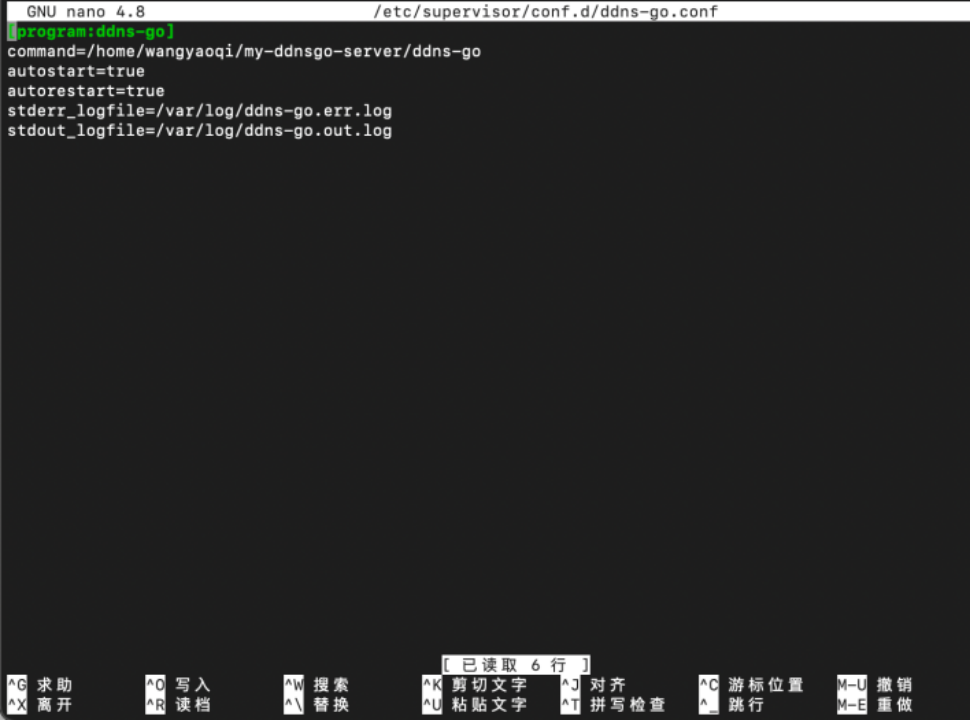 GNU nano 4.8 /etc/supervisor/conf.d/ddns-go.conf
[program:ddns-go]
command=/home/wangyaoqi/my-ddnsgo-server/ddns-go
autostart=true
autorestart=true
stderr_logfile=/var/log/ddns-go.err.log
stdout_logfile=/var/log/ddns-go.out.log
[ 已读取 6 行 ]
^G 求助 ^O 写入 ^W 搜索 ^K 剪切文字 ^J 对齐 ^C 游标位置 M-U 撤销
^X 离开 ^R 读档 ^\ 替换 ^U 粘贴文字 ^T 拼写检查 ^_ 跳行 M-E 重做